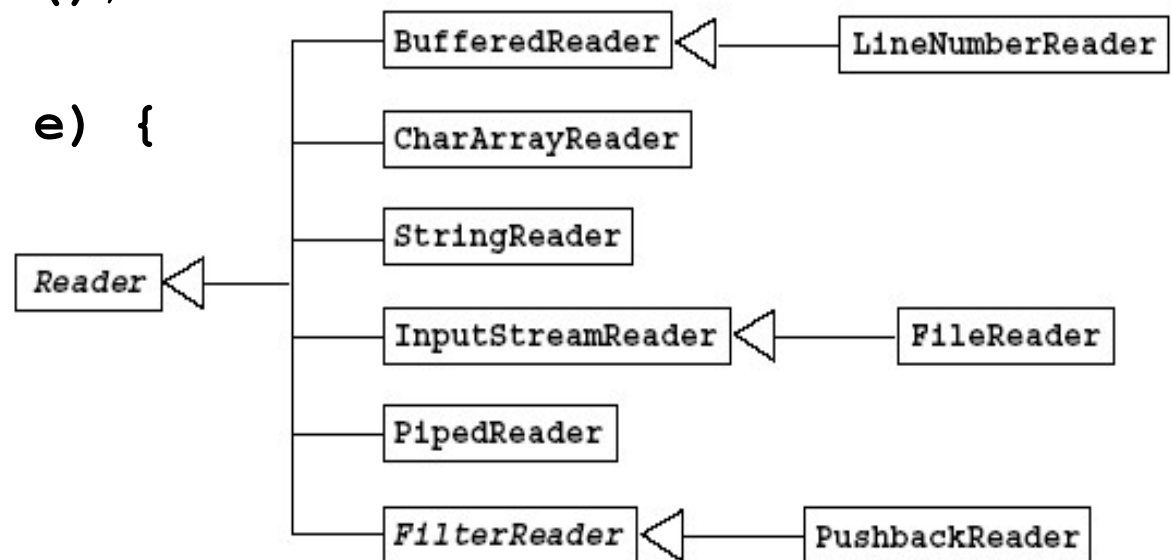 BufferedReader LineNumberReader
e) {
CharArrayReader
StringReader
Reader
InputStreamReader FileReader
PipedReader
FilterReader PushbackReader